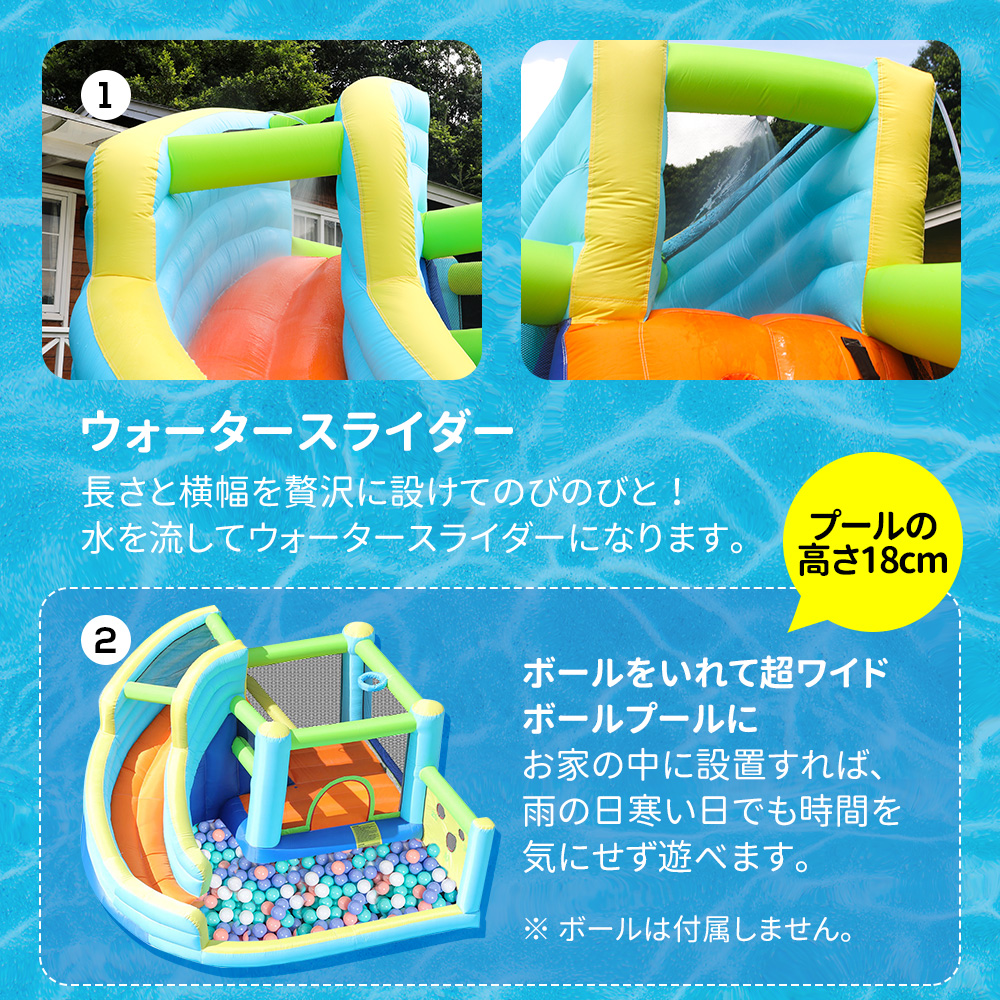 1
ウォータースライダー
長さと横幅を贅沢に設けてのびのびと！
水を流してウォータースライダーになります。
プールの
高さ18cm
2
ボールをいれて超ワイド
ボールプールに
お家の中に設置すれば、
雨の日寒い日でも時間を
気にせず遊べます。
※ ボールは付属しません。